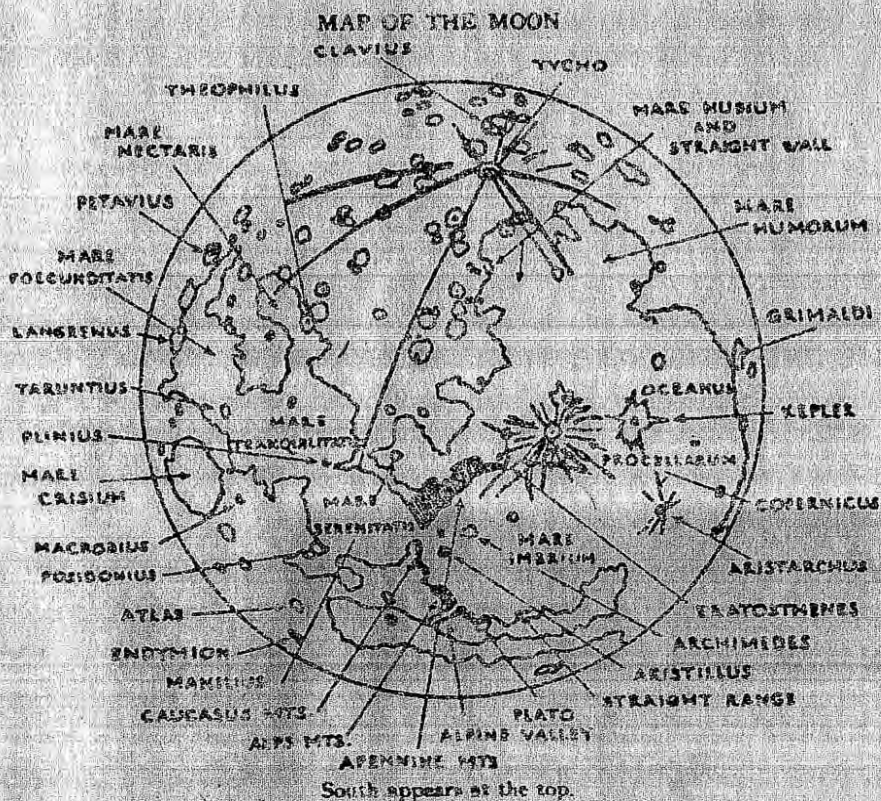 MAP OF THE MOON
CLAVIUS
TYCHO
THEOPHILUS
MARE NUBIUM
AND
STRAIGHT WALL
MARE
NECTARIS
PETAVIUS
MARE
HUMORUM
MARE
FOECUNDITATIS
LANGRENUS
GRIMALDI
TARUNTIUS
OCEANUS
KEPLER
MARE
TRANQUILITATIS
PLINIUS
PROCELLARUM
MARE
CRISIUM
MARE
SERENITATIS
COPERNICUS
MARE
IMBRIUM
MACROBIUS
ARISTARCHUS
POSIDONIUS
ATLAS
ERATOSTHENES
ENDYMION
ARCHIMEDES
MANILIUS
ARISTILLUS
CAUCASUS MTS.
PLATO
STRAIGHT RANGE
ALPS MTS.
ALPINE VALLEY
APENNINE MTS
South appears at the top.